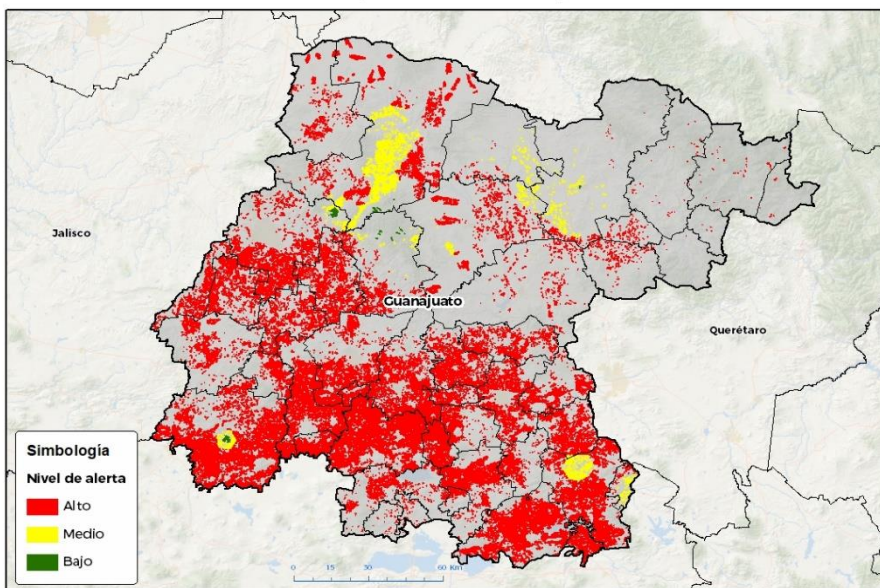 Jalisco
Guanajuato
Querétaro
Simbología
Nivel de alerta
Alto
Medio
Bajo
0 15 30 60 Km